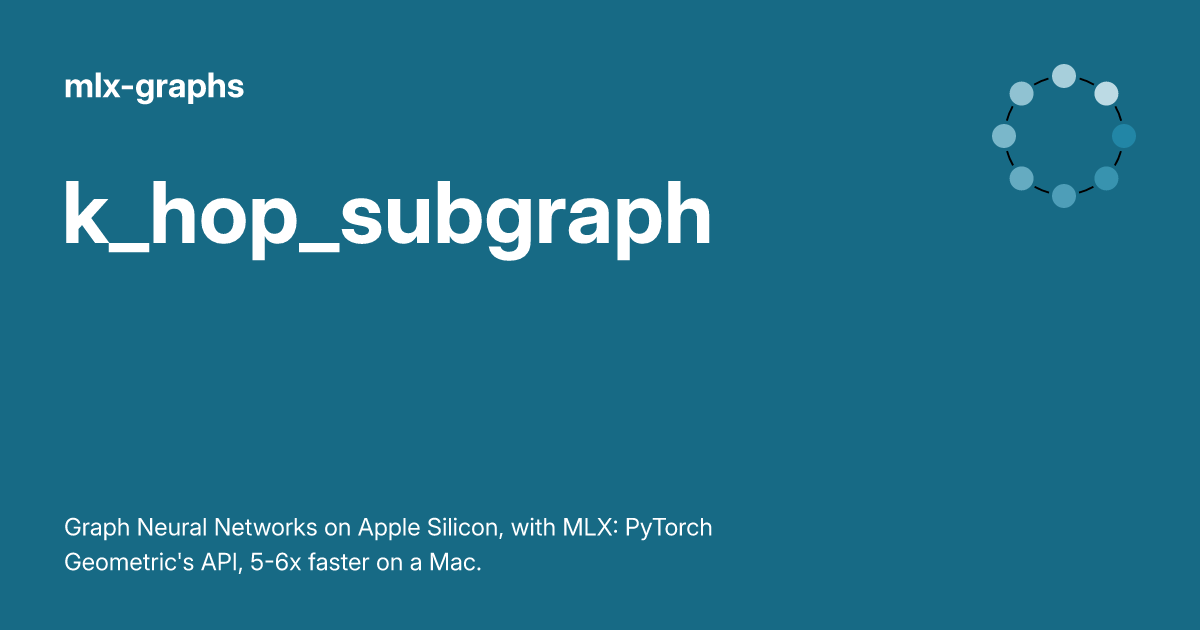 mlx-graphs
k_hop_subgraph
Graph Neural Networks on Apple Silicon, with MLX: PyTorch
Geometric's API, 5-6x faster on a Mac.